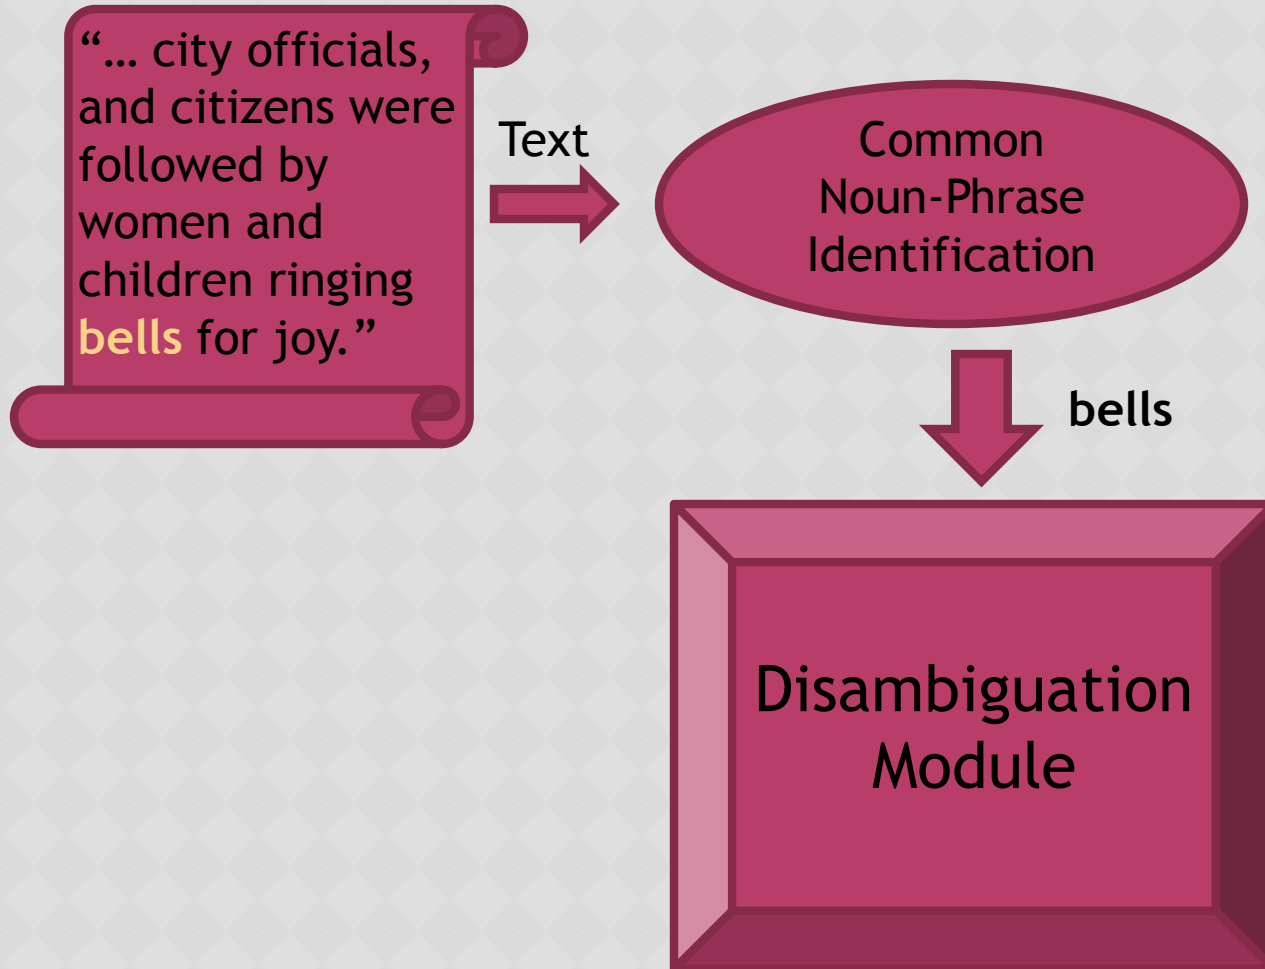 “... city officials,
and citizens were
followed by
women and
children ringing
bells for joy.”
Text
Common
Noun-Phrase
Identification
bells
Disambiguation
Module